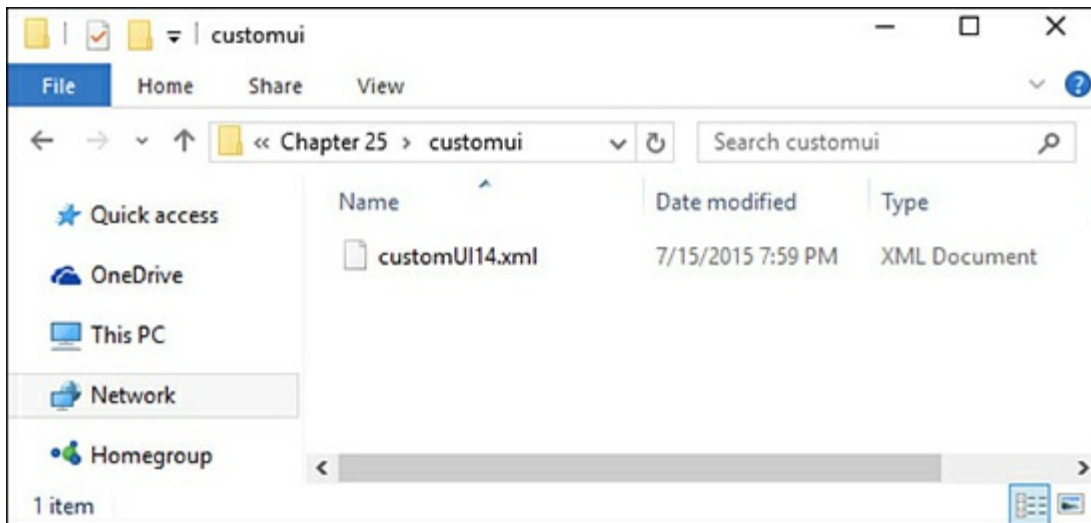 customui
File Home Share View
« Chapter 25 > customui Search customui
Name Date modified Type
Quick access
customUI14.xml 7/15/2015 7:59 PM XML Document
OneDrive
This PC
Network
Homegroup
1 item